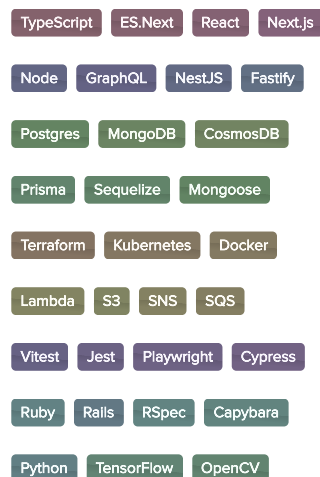 TypeScript ES.Next React Next.js
Node GraphQL NestJS Fastify
Postgres MongoDB CosmosDB
Prisma Sequelize Mongoose
Terraform Kubernetes Docker
Lambda S3 SNS SQS
Vitest Jest Playwright Cypress
Ruby Rails RSpec Capybara
Python TensorFlow OpenCV